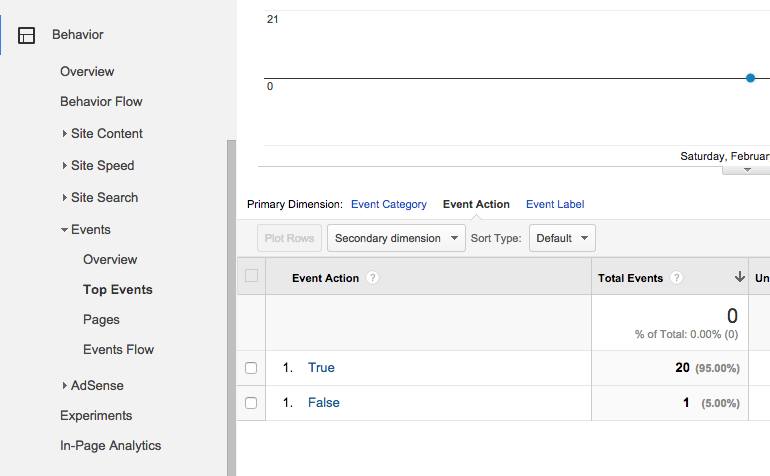 Behavior
Overview
Behavior Flow
Site Content
Site Speed
Site Search
Events
Overview
Top Events
Pages
Events Flow
AdSense
Experiments
In-Page Analytics
21
0
Saturday, Februar
Primary Dimension: Event Category Event Action Event Label
Plot Rows Secondary dimension Sort Type: Default
Event Action ? Total Events ? Un
0
% of Total: 0.00% (0)
1. True 20 (95.00%)
1. False 1 (5.00%)